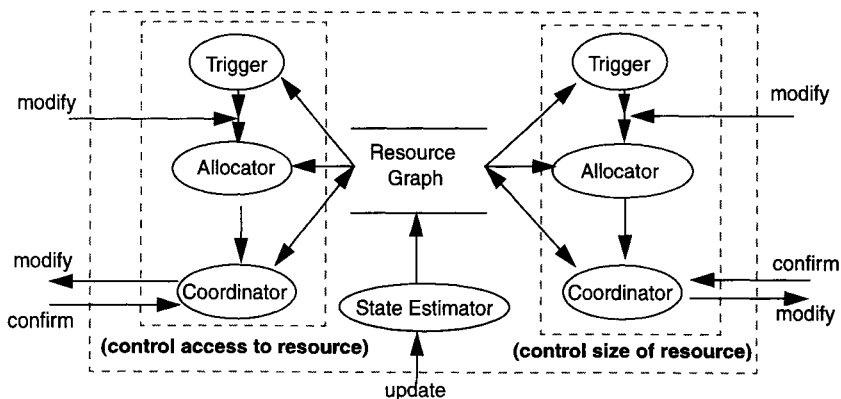 Trigger
Trigger
modify
modify
Resource
Graph
Allocator
Allocator
modify
confirm
Coordinator
Coordinator
State Estimator
confirm
modify
(control access to resource)
(control size of resource)
update